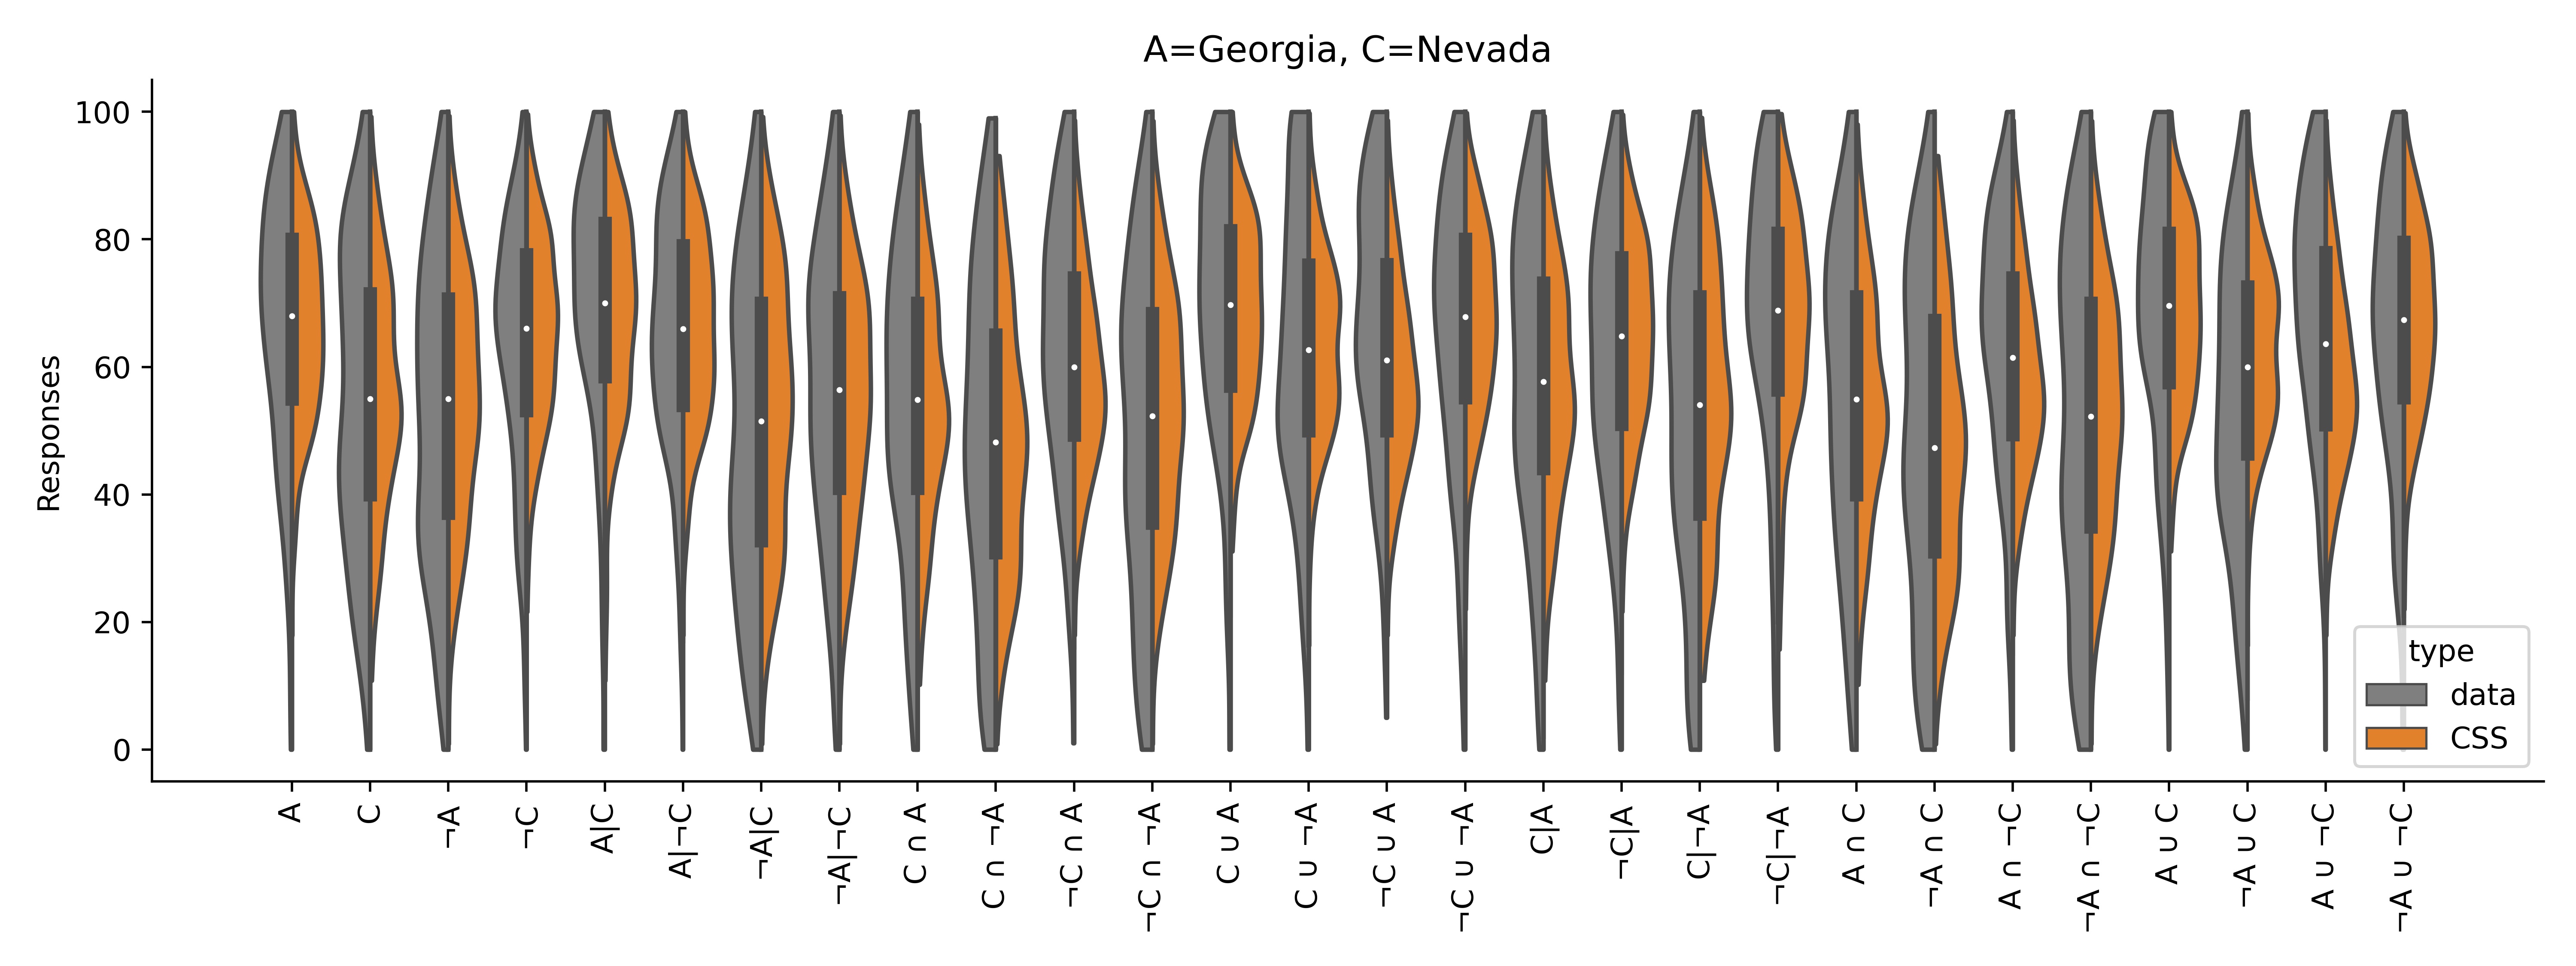 A=Georgia, C=Nevada
Responses
100
80
60
40
20
0
A
C
¬A
¬C
A|C
A|¬C
¬A|C
¬A|¬C
C ∩ A
C ∩ ¬A
¬C ∩ A
¬C ∩ ¬A
C ∪ A
C ∪ ¬A
¬C ∪ A
¬C ∪ ¬A
C|A
¬C|A
C|¬A
¬C|¬A
A ∩ C
¬A ∩ C
A ∩ ¬C
¬A ∩ ¬C
A ∪ C
¬A ∪ C
A ∪ ¬C
¬A ∪ ¬C
type
data
CSS